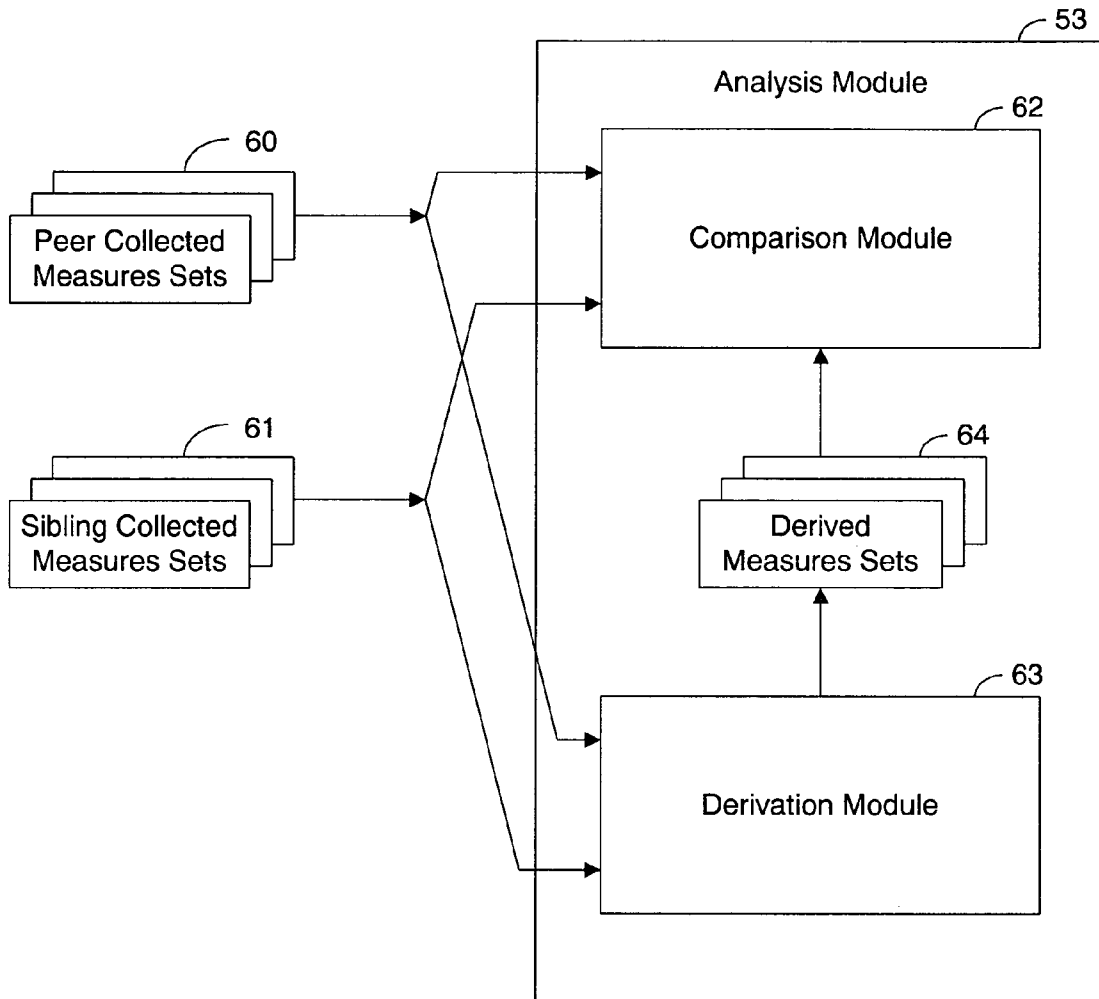 53
Analysis Module
62
60
Peer Collected
Measures Sets
Comparison Module
61
Sibling Collected
Measures Sets
64
Derived
Measures Sets
63
Derivation Module